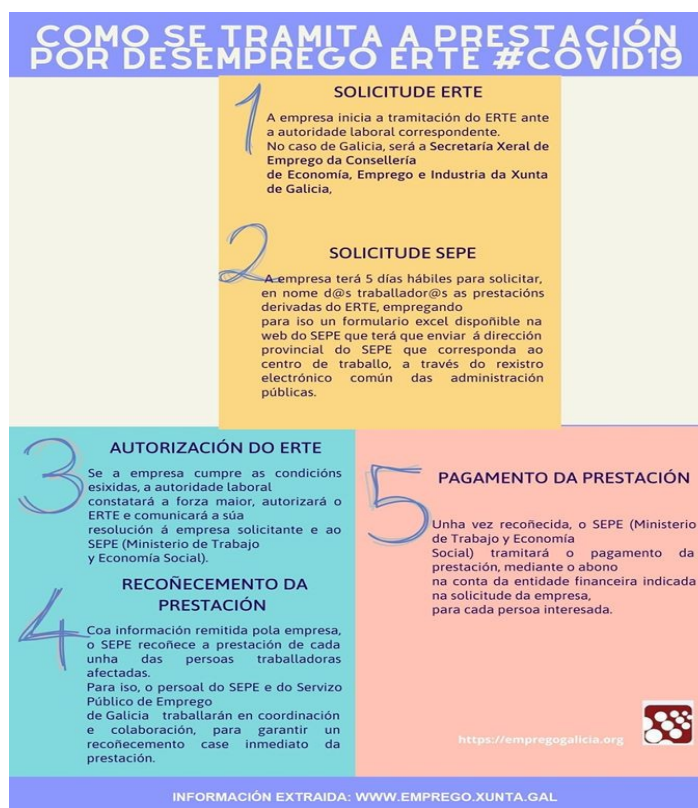 COMO SE TRAMITA A PRESTACIÓN
POR DESEMPREGO ERTE #COVID19
1
SOLICITUDE ERTE
A empresa inicia a tramitación do ERTE ante
a autoridade laboral correspondente.
No caso de Galicia, será a Secretaría Xeral de
Emprego da Consellería
de Economía, Emprego e Industria da Xunta
de Galicia,
2
SOLICITUDE SEPE
A empresa terá 5 días hábiles para solicitar,
en nome d@s traballador@s as prestacións
derivadas do ERTE, empregando
para iso un formulario excel dispoñible na
web do SEPE que terá que enviar á dirección
provincial do SEPE que corresponda ao
centro de traballo, a través do rexistro
electrónico común das administración
públicas.
3
AUTORIZACIÓN DO ERTE
Se a empresa cumpre as condicións
esixidas, a autoridade laboral
constatará a forza maior, autorizará o
ERTE e comunicará a súa
resolución á empresa solicitante e ao
SEPE (Ministerio de Trabajo
y Economía Social).
4
RECOÑECEMENTO DA
PRESTACIÓN
Coa información remitida pola empresa,
o SEPE recoñece a prestación de cada
unha das persoas traballadoras
afectadas.
Para iso, o persoal do SEPE e do Servizo
Público de Emprego
de Galicia traballarán en coordinación
e colaboración, para garantir un
recoñecemento case inmediato da
prestación.
5
PAGAMENTO DA PRESTACIÓN
Unha vez recoñecida, o SEPE (Ministerio
de Trabajo y Economía
Social) tramitará o pagamento da
prestación, mediante o abono
na conta da entidade financeira indicada
na solicitude da empresa,
para cada persoa interesada.
https://empregogalicia.org
INFORMACIÓN EXTRAIDA: WWW.EMPREGO.XUNTA.GAL